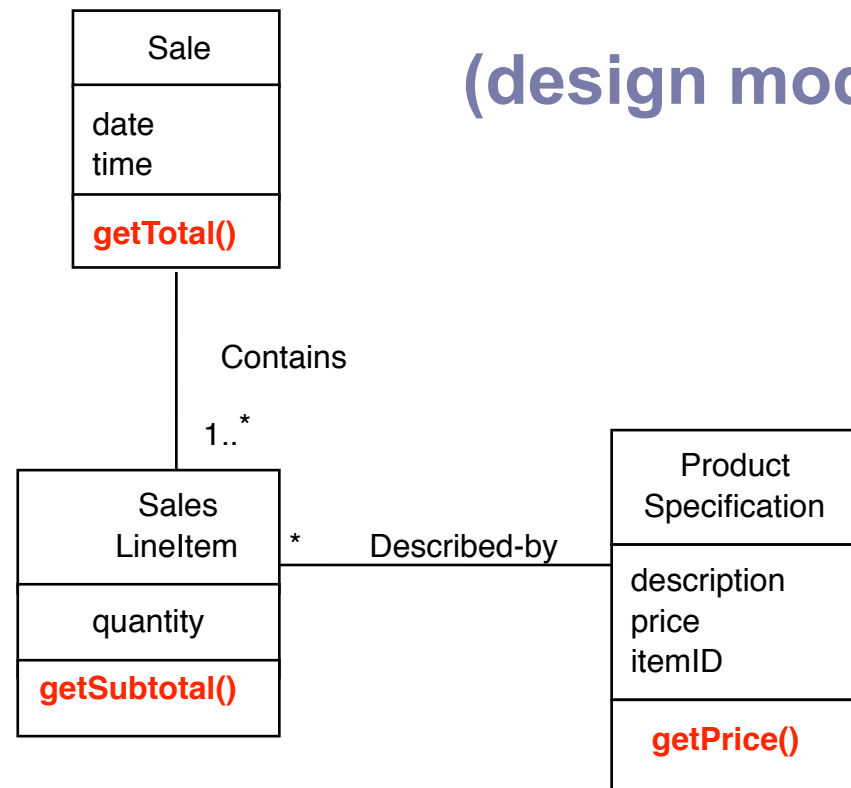 Sale
(design mod
date
time
getTotal()
Contains
1..*
Sales
LineItem
* Described-by
Product
Specification
quantity
description
price
itemID
getSubtotal()
getPrice()